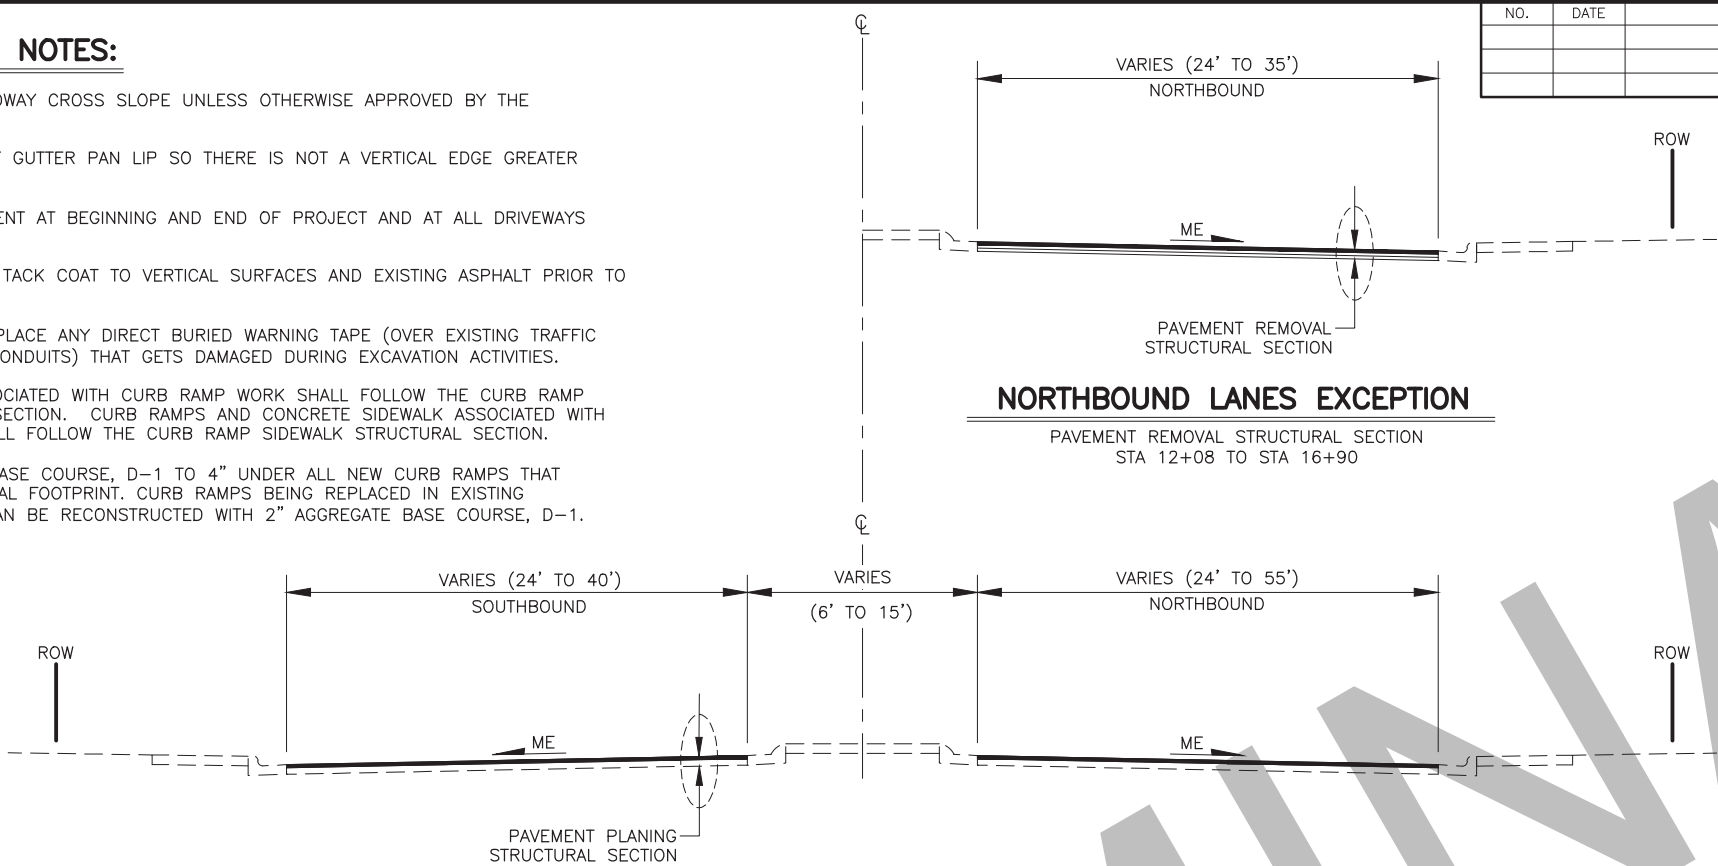 NOTES:
CROSS SLOPE UNLESS OTHERWISE APPROVED BY THE
GUTTER PAN LIP SO THERE IS NOT A VERTICAL EDGE GREATER
AT BEGINNING AND END OF PROJECT AND AT ALL DRIVEWAYS
TACK COAT TO VERTICAL SURFACES AND EXISTING ASPHALT PRIOR TO
PLACE ANY DIRECT BURIED WARNING TAPE (OVER EXISTING TRAFFIC
ONDUITS) THAT GETS DAMAGED DURING EXCAVATION ACTIVITIES.
OCIATED WITH CURB RAMP WORK SHALL FOLLOW THE CURB RAMP
SECTION. CURB RAMPS AND CONCRETE SIDEWALK ASSOCIATED WITH
LL FOLLOW THE CURB RAMP SIDEWALK STRUCTURAL SECTION.
ASE COURSE, D-1 TO 4" UNDER ALL NEW CURB RAMPS THAT
AL FOOTPRINT. CURB RAMPS BEING REPLACED IN EXISTING
AN BE RECONSTRUCTED WITH 2" AGGREGATE BASE COURSE, D-1.
NO. DATE
℄
VARIES (24' TO 35')
NORTHBOUND
ROW
ME
PAVEMENT REMOVAL
STRUCTURAL SECTION
NORTHBOUND LANES EXCEPTION
PAVEMENT REMOVAL STRUCTURAL SECTION
STA 12+08 TO STA 16+90
℄
VARIES (24' TO 40')
SOUTHBOUND
VARIES
(6' TO 15')
VARIES (24' TO 55')
NORTHBOUND
ROW
ROW
ME
ME
PAVEMENT PLANING
STRUCTURAL SECTION